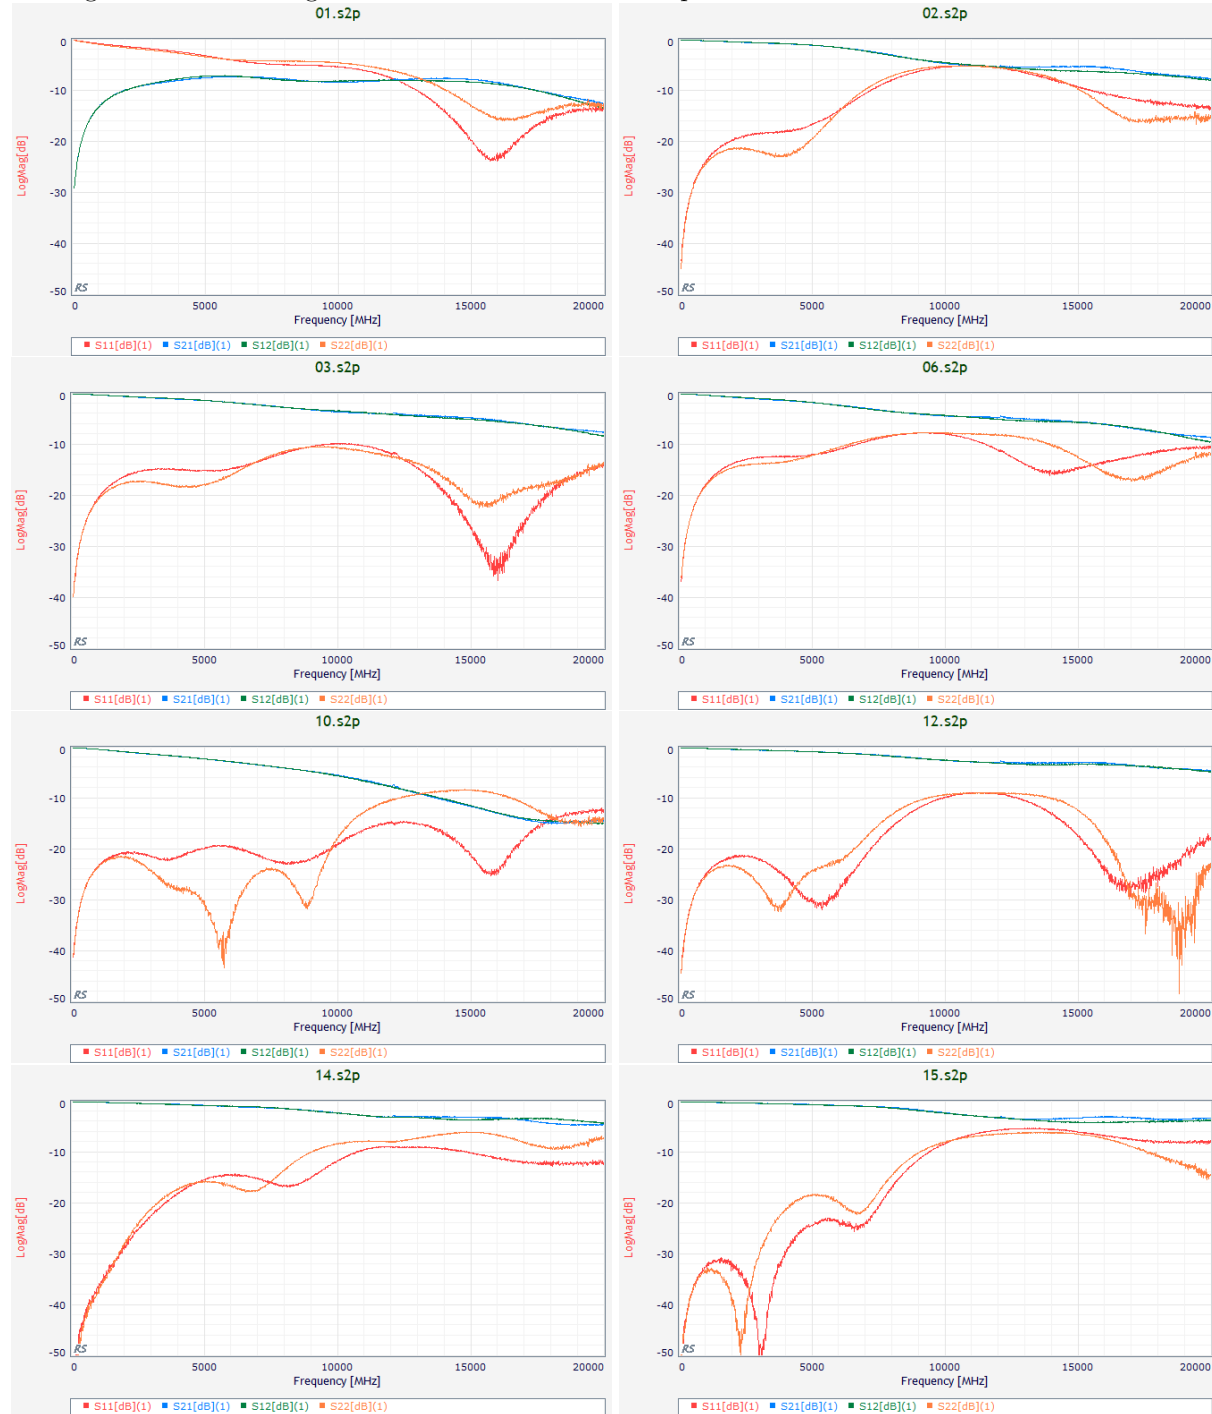 01.s2p
0
-10
-20
-30
-40
-50
LogMag[dB]
RS
0 5000 10000 15000 20000
Frequency [MHz]
S11[dB](1) S21[dB](1) S12[dB](1) S22[dB](1)
02.s2p
0
-10
-20
-30
-40
-50
LogMag[dB]
RS
0 5000 10000 15000 20000
Frequency [MHz]
S11[dB](1) S21[dB](1) S12[dB](1) S22[dB](1)
03.s2p
0
-10
-20
-30
-40
-50
LogMag[dB]
RS
0 5000 10000 15000 20000
Frequency [MHz]
S11[dB](1) S21[dB](1) S12[dB](1) S22[dB](1)
06.s2p
0
-10
-20
-30
-40
-50
LogMag[dB]
RS
0 5000 10000 15000 20000
Frequency [MHz]
S11[dB](1) S21[dB](1) S12[dB](1) S22[dB](1)
10.s2p
0
-10
-20
-30
-40
-50
LogMag[dB]
RS
0 5000 10000 15000 20000
Frequency [MHz]
S11[dB](1) S21[dB](1) S12[dB](1) S22[dB](1)
12.s2p
0
-10
-20
-30
-40
-50
LogMag[dB]
RS
0 5000 10000 15000 20000
Frequency [MHz]
S11[dB](1) S21[dB](1) S12[dB](1) S22[dB](1)
14.s2p
0
-10
-20
-30
-40
-50
LogMag[dB]
RS
0 5000 10000 15000 20000
Frequency [MHz]
S11[dB](1) S21[dB](1) S12[dB](1) S22[dB](1)
15.s2p
0
-10
-20
-30
-40
-50
LogMag[dB]
RS
0 5000 10000 15000 20000
Frequency [MHz]
S11[dB](1) S21[dB](1) S12[dB](1) S22[dB](1)